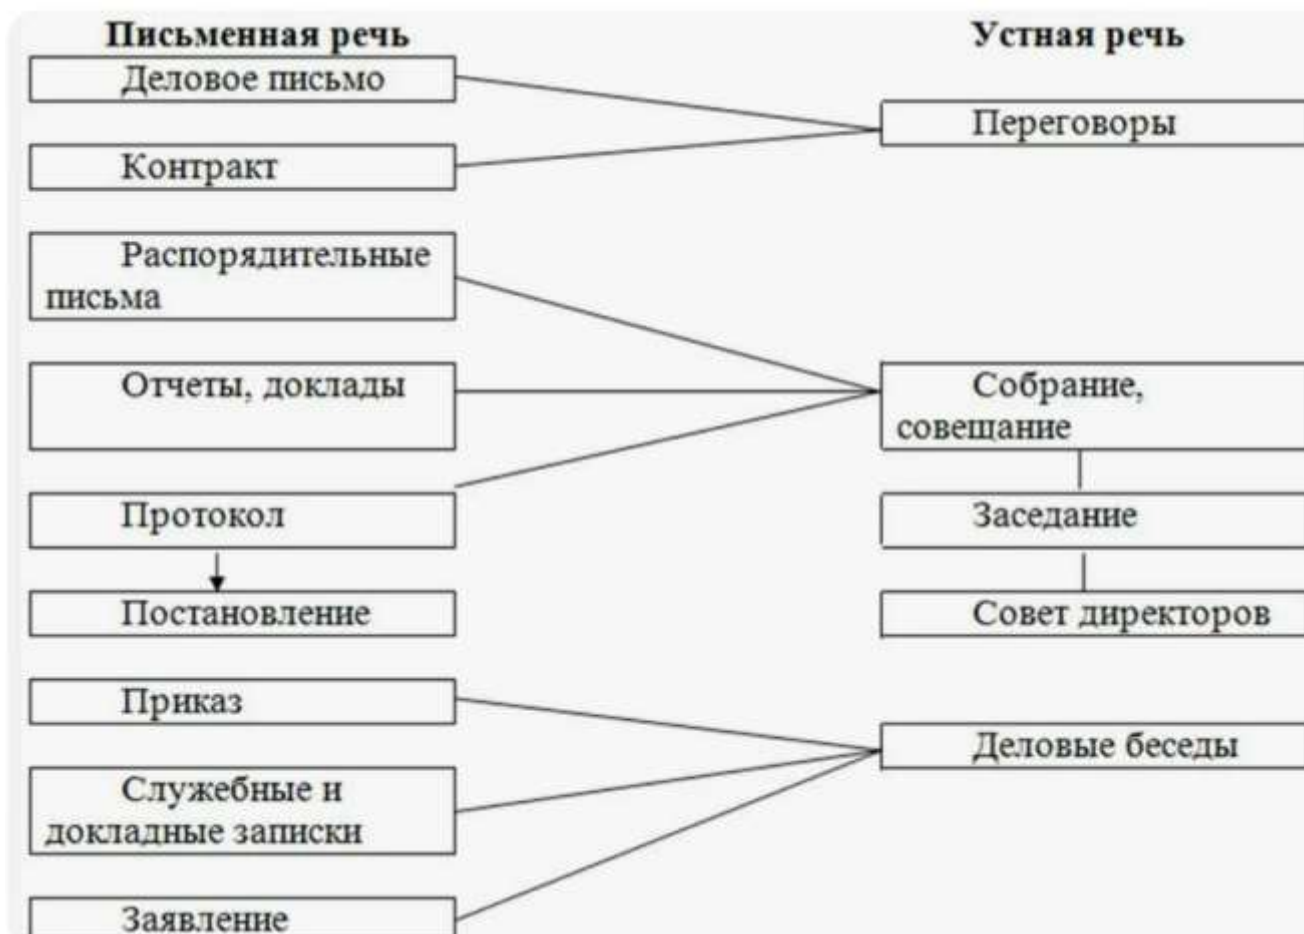 Письменная речь
Устная речь
Деловое письмо
Переговоры
Контракт
Распорядительные
письма
Отчеты, доклады
Собрание,
совещание
Протокол
Заседание
Постановление
Совет директоров
Приказ
Деловые беседы
Служебные и
докладные записки
Заявление